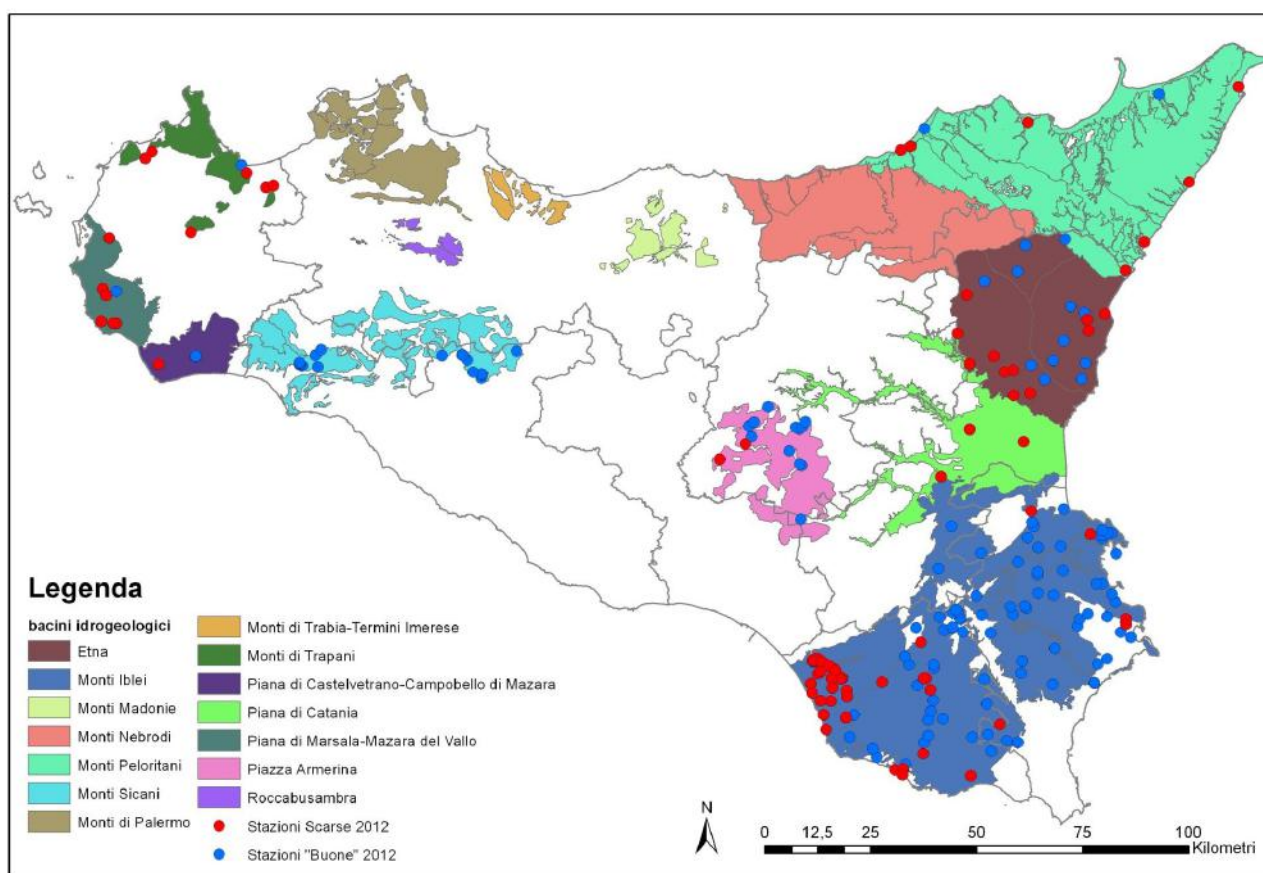 Legenda
bacini idrogeologici
Etna
Monti Iblei
Monti Madonie
Monti Nebrodi
Monti Peloritani
Monti Sicani
Monti di Palermo
Monti di Trabia-Termini Imerese
Monti di Trapani
Piana di Castelvetrano-Campobello di Mazara
Piana di Catania
Piana di Marsala-Mazara del Vallo
Piazza Armerina
Roccabusambra
Stazioni Scarse 2012
Stazioni "Buone" 2012
N
0 12,5 25 50 75 100
Kilometri